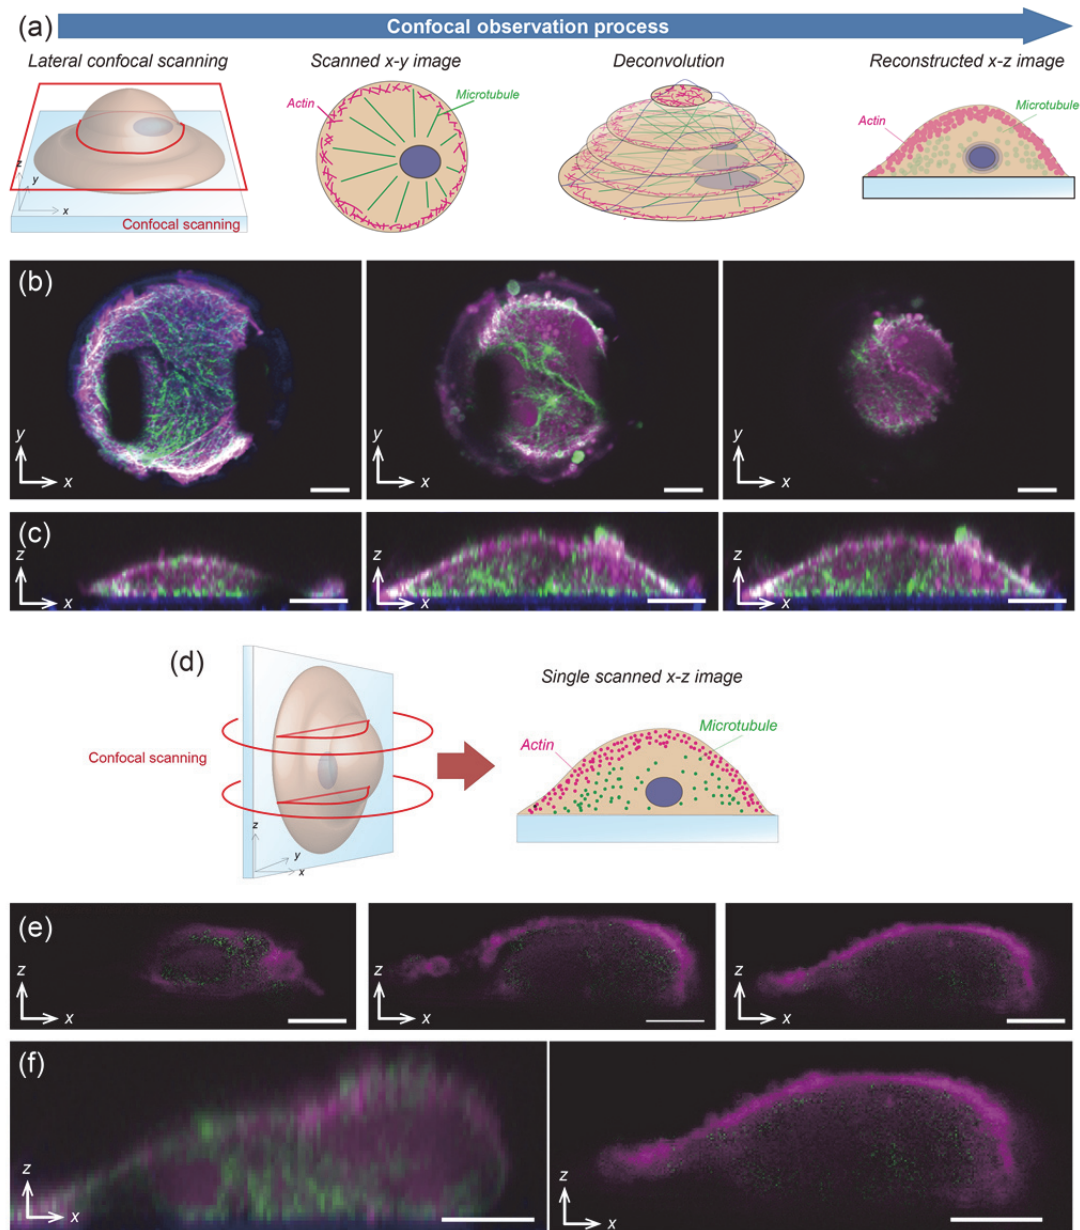 (a)
Confocal observation process
Lateral confocal scanning
Scanned x-y image
Deconvolution
Reconstructed x-z image
Actin
Microtubule
Actin
Microtubule
z
y
x
Confocal scanning
(b)
y
x
y
x
y
x
(c)
z
x
z
x
z
x
(d)
Single scanned x-z image
Confocal scanning
Actin
Microtubule
z
y
x
(e)
z
x
z
x
z
x
(f)
z
x
z
x